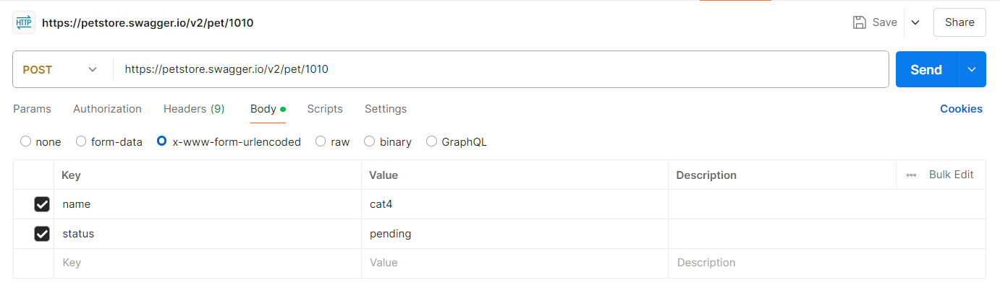 HTTP https://petstore.swagger.io/v2/pet/1010 Save Share
POST https://petstore.swagger.io/v2/pet/1010 Send
Params Authorization Headers (9) Body Scripts Settings Cookies
none form-data x-www-form-urlencoded raw binary GraphQL
Key Value Description Bulk Edit
name cat4
status pending
Key Value Description